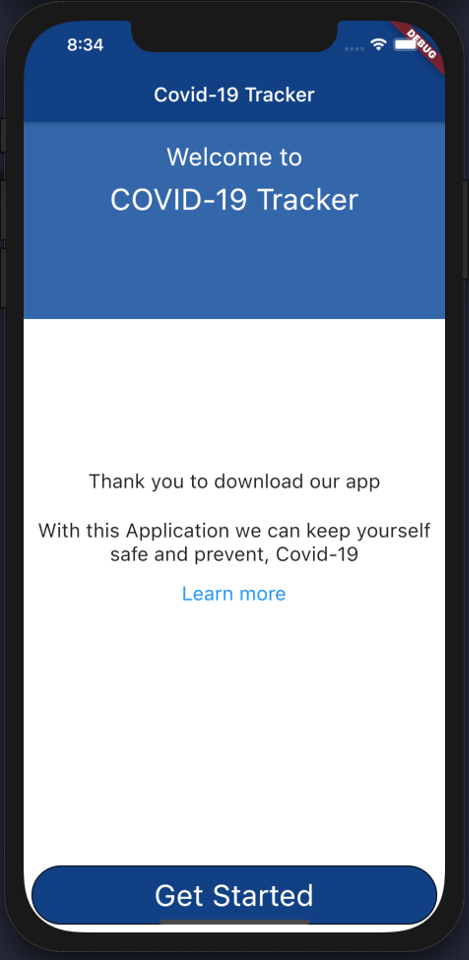 8:34
DEBUG
Covid-19 Tracker
Welcome to
COVID-19 Tracker
Thank you to download our app
With this Application we can keep yourself
safe and prevent, Covid-19
Learn more
Get Started